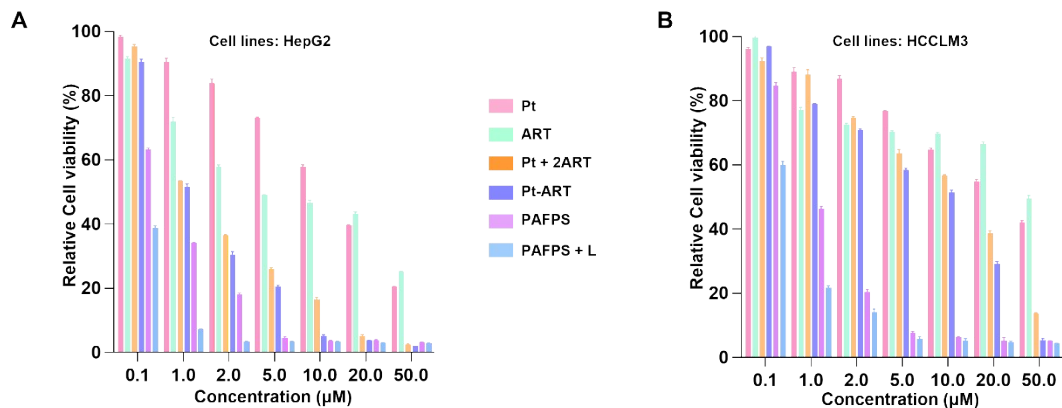 A
Cell lines: HepG2
Relative Cell viability (%)
100
80
60
40
20
0
0.1 1.0 2.0 5.0 10.0 20.0 50.0
Concentration (µM)
Pt
ART
Pt + 2ART
Pt-ART
PAFPS
PAFPS + L
B
Cell lines: HCCLM3
Relative Cell viability (%)
100
80
60
40
20
0
0.1 1.0 2.0 5.0 10.0 20.0 50.0
Concentration (µM)